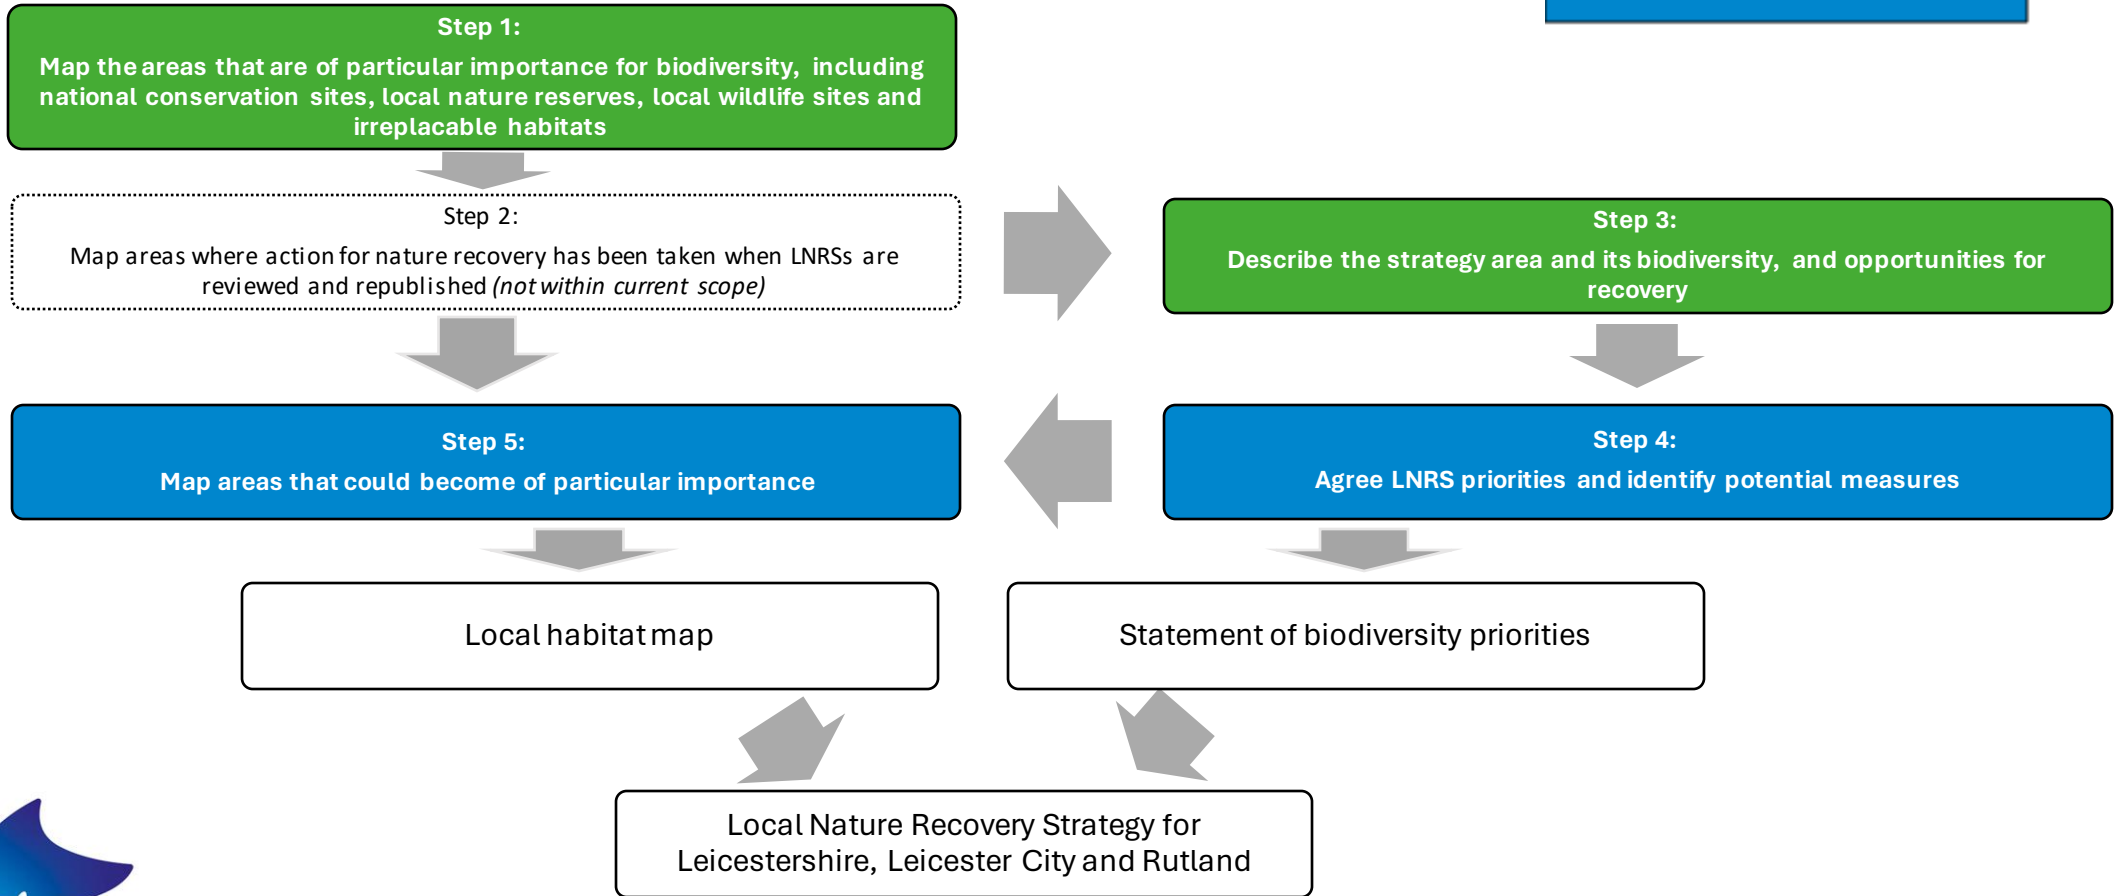 Step 1:
Map the areas that are of particular importance for biodiversity, including
national conservation sites, local nature reserves, local wildlife sites and
irreplacable habitats
Step 2:
Map areas where action for nature recovery has been taken when LNRSs are
reviewed and republished (not within current scope)
Step 3:
Describe the strategy area and its biodiversity, and opportunities for
recovery
Step 4:
Agree LNRS priorities and identify potential measures
Step 5:
Map areas that could become of particular importance
Local habitat map
Statement of biodiversity priorities
Local Nature Recovery Strategy for
Leicestershire, Leicester City and Rutland